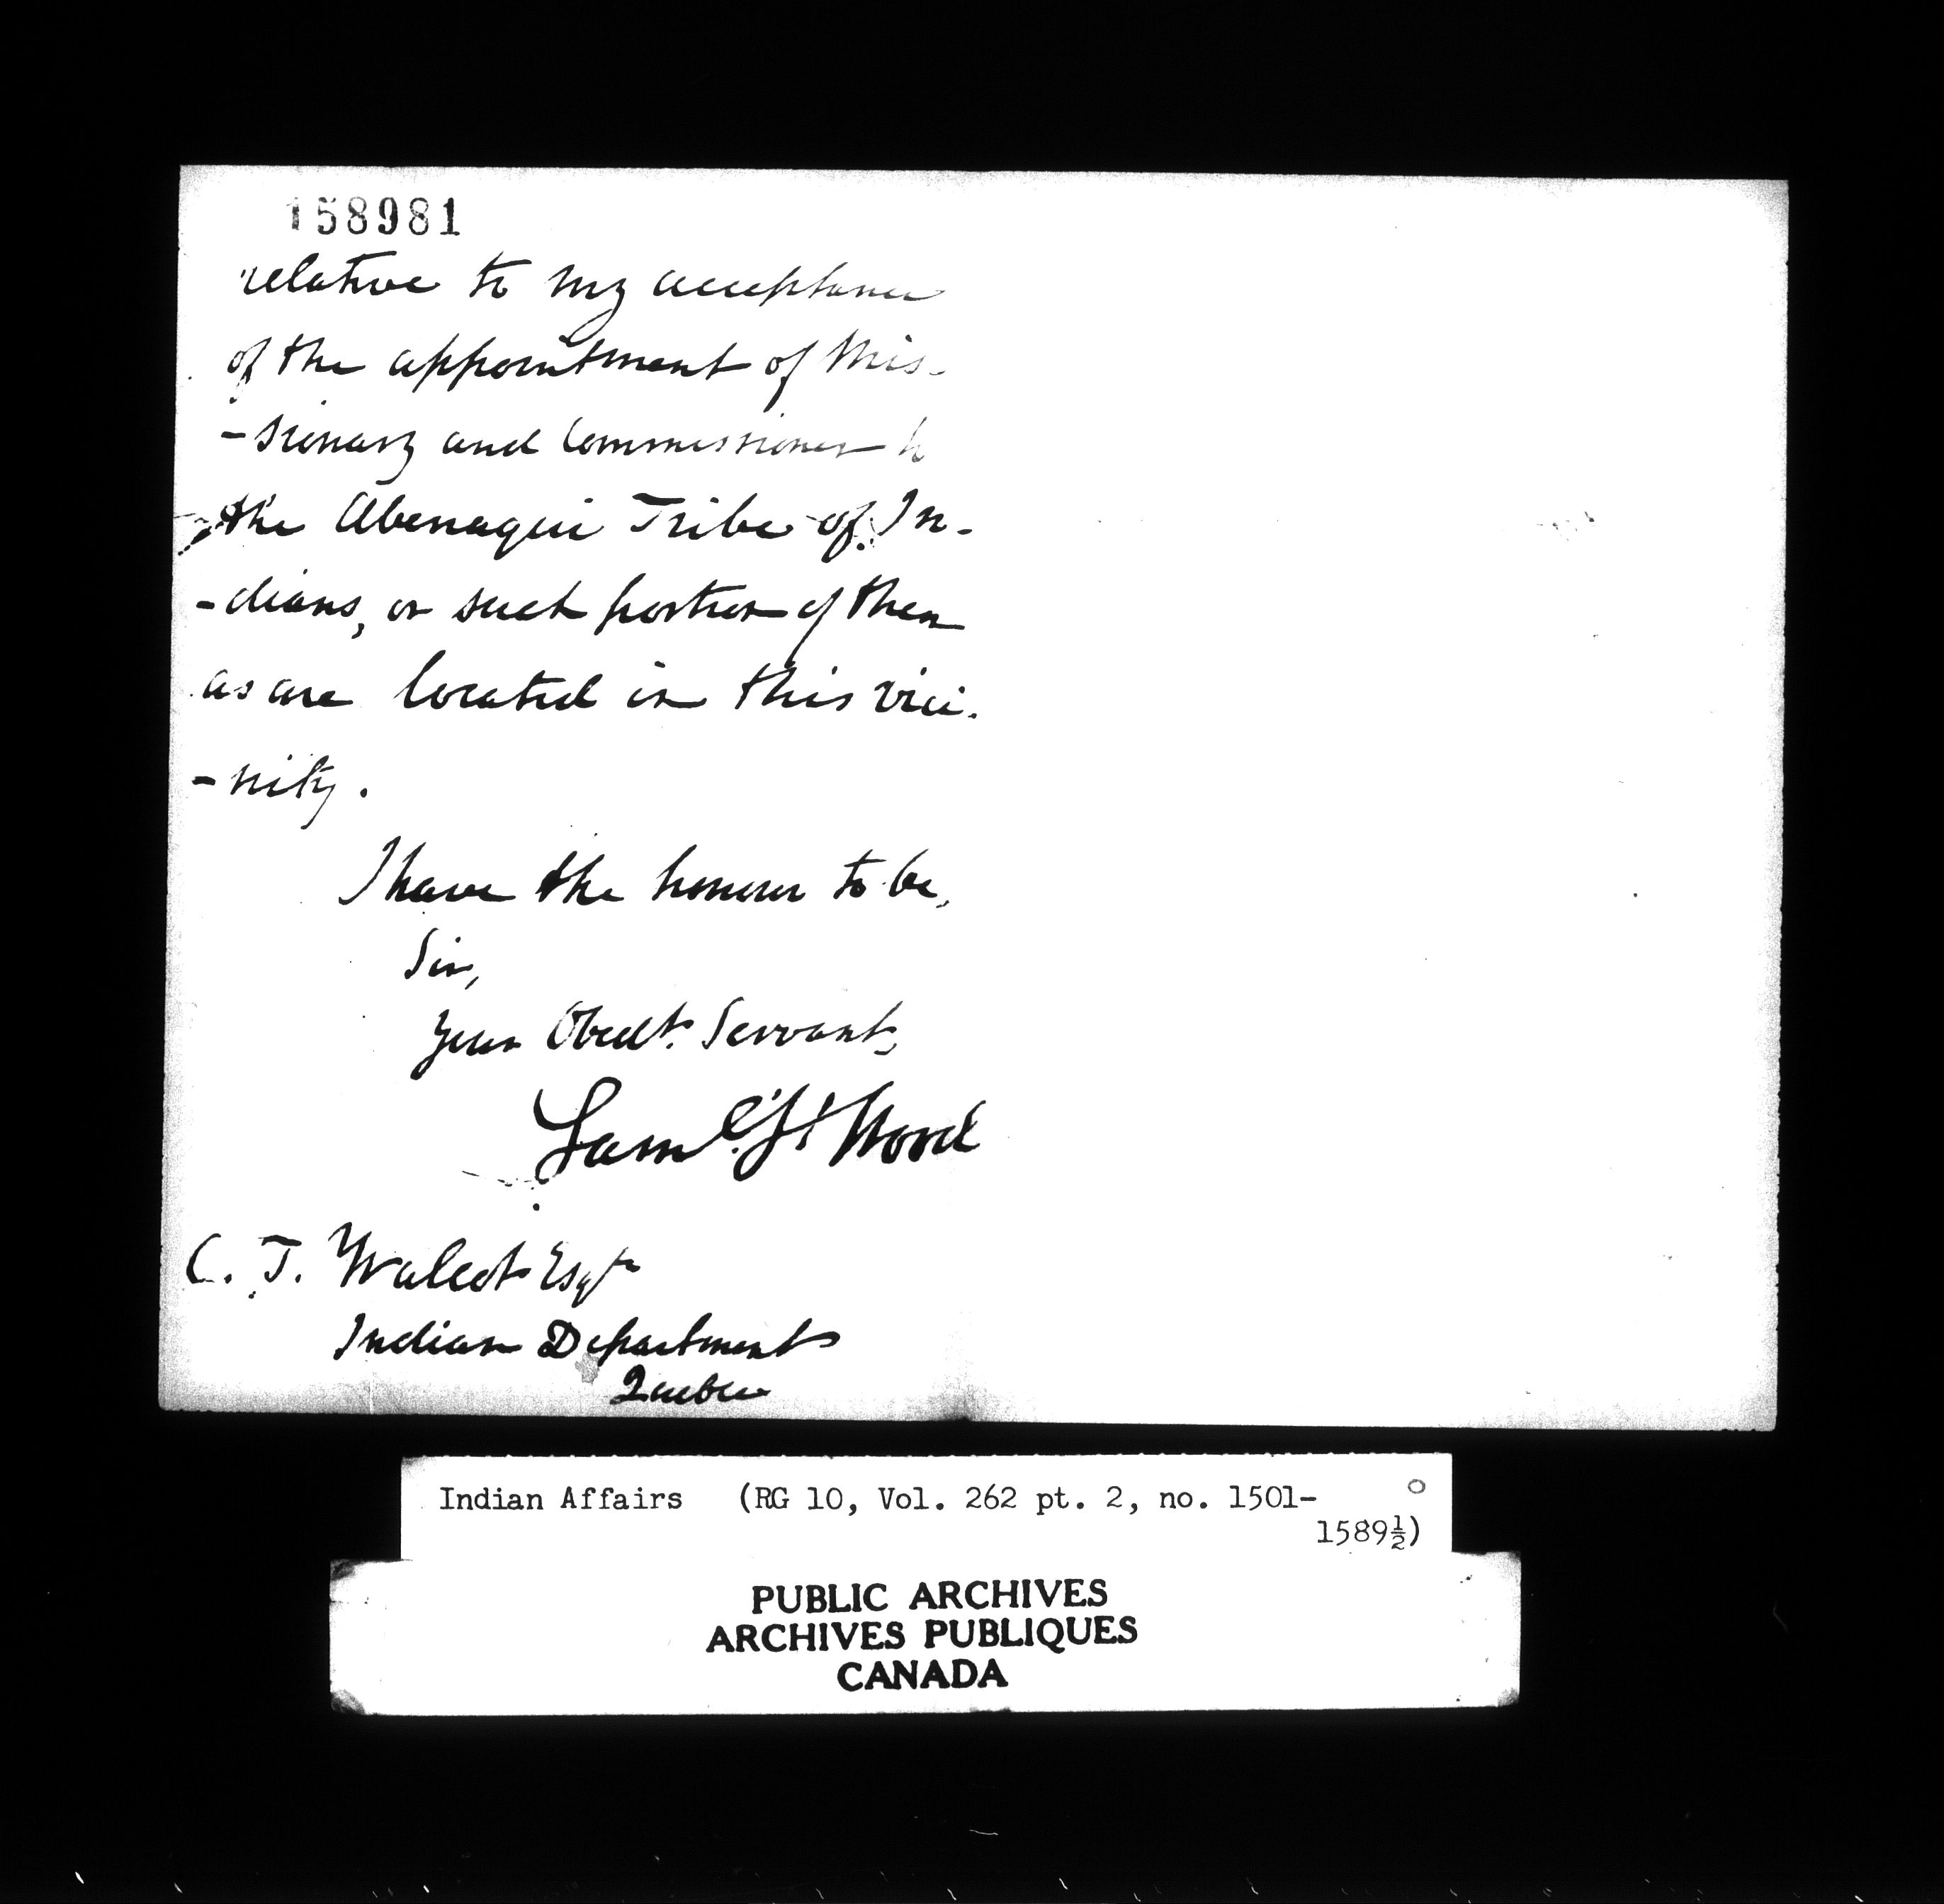 158981
relative to my acceptance
of the appointment of Mis-
-sionary and Commissioner to
the Abenaqui Tribe of In-
-dians, or such portion of them
as are located in this vici-
-nity.
I have the honour to be,
Sir,
Your Obedt. Servant,
Saml. S. Wood
C. T. Walcot Esqr
Indian Department
Quebec
Indian Affairs (RG 10, Vol. 262 pt. 2, no. 1501-
1589½)
PUBLIC ARCHIVES
ARCHIVES PUBLIQUES
CANADA